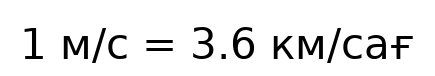 1 м/с = 3.6 км/сағ